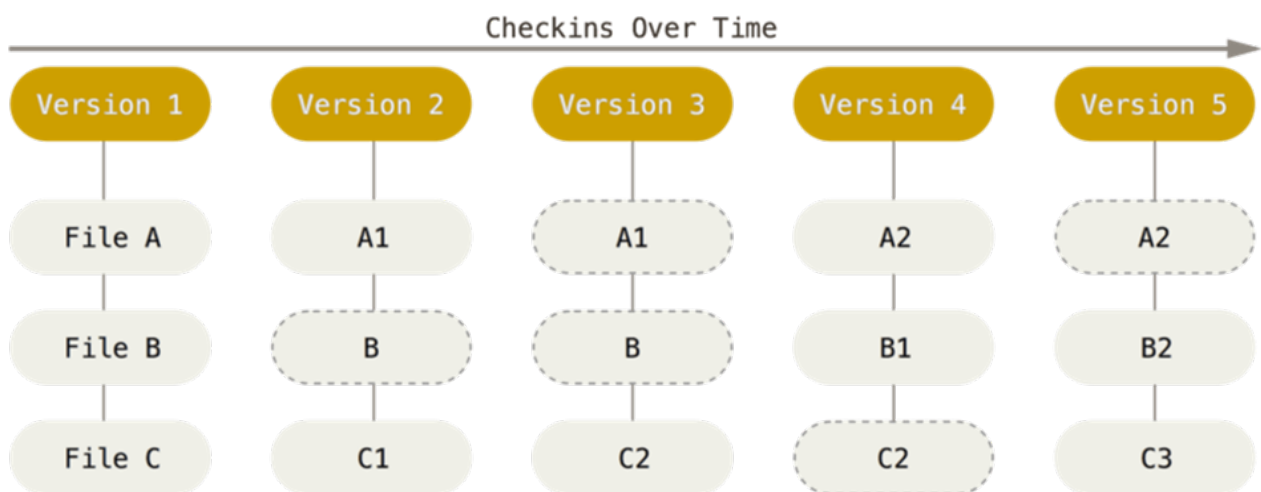 Checkins Over Time
Version 1 Version 2 Version 3 Version 4 Version 5
File A A1 A1 A2 A2
File B B B B1 B2
File C C1 C2 C2 C3